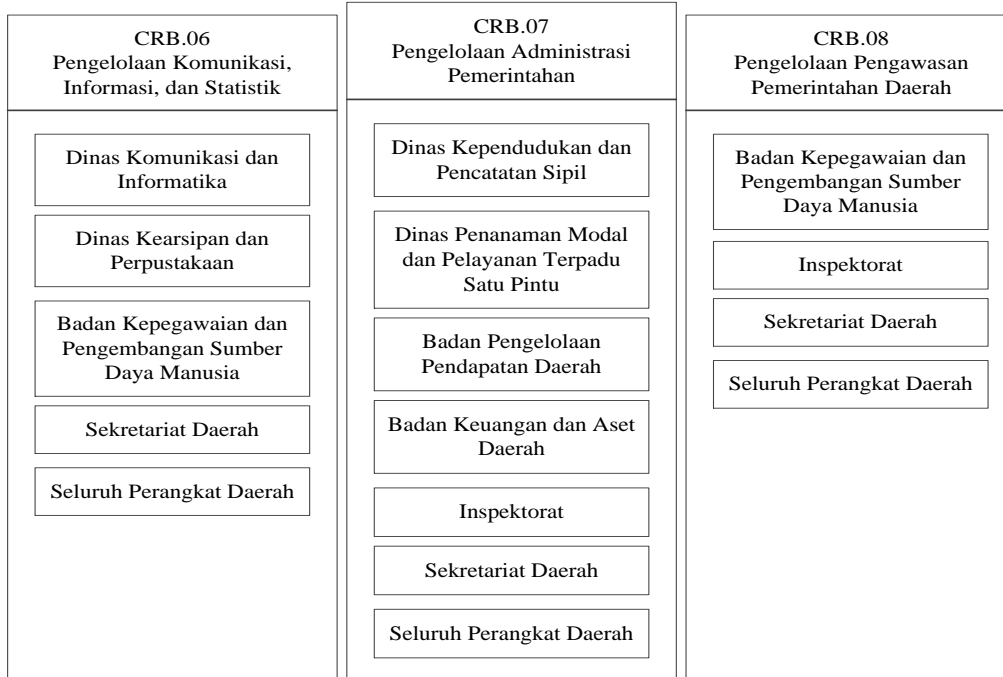 CRB.06
Pengelolaan Komunikasi,
Informasi, dan Statistik
Dinas Komunikasi dan
Informatika
Dinas Kearsipan dan
Perpustakaan
Badan Kepegawaian dan
Pengembangan Sumber
Daya Manusia
Sekretariat Daerah
Seluruh Perangkat Daerah
CRB.07
Pengelolaan Administrasi
Pemerintahan
Dinas Kependudukan dan
Pencatatan Sipil
Dinas Penanaman Modal
dan Pelayanan Terpadu
Satu Pintu
Badan Pengelolaan
Pendapatan Daerah
Badan Keuangan dan Aset
Daerah
Inspektorat
Sekretariat Daerah
Seluruh Perangkat Daerah
CRB.08
Pengelolaan Pengawasan
Pemerintahan Daerah
Badan Kepegawaian dan
Pengembangan Sumber
Daya Manusia
Inspektorat
Sekretariat Daerah
Seluruh Perangkat Daerah